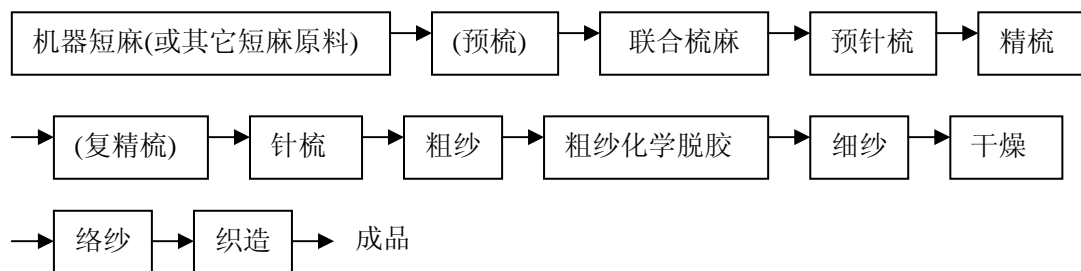 机器短麻(或其它短麻原料) (预梳) 联合梳麻 预针梳 精梳
(复精梳) 针梳 粗纱 粗纱化学脱胶 细纱 干燥
络纱 织造 成品